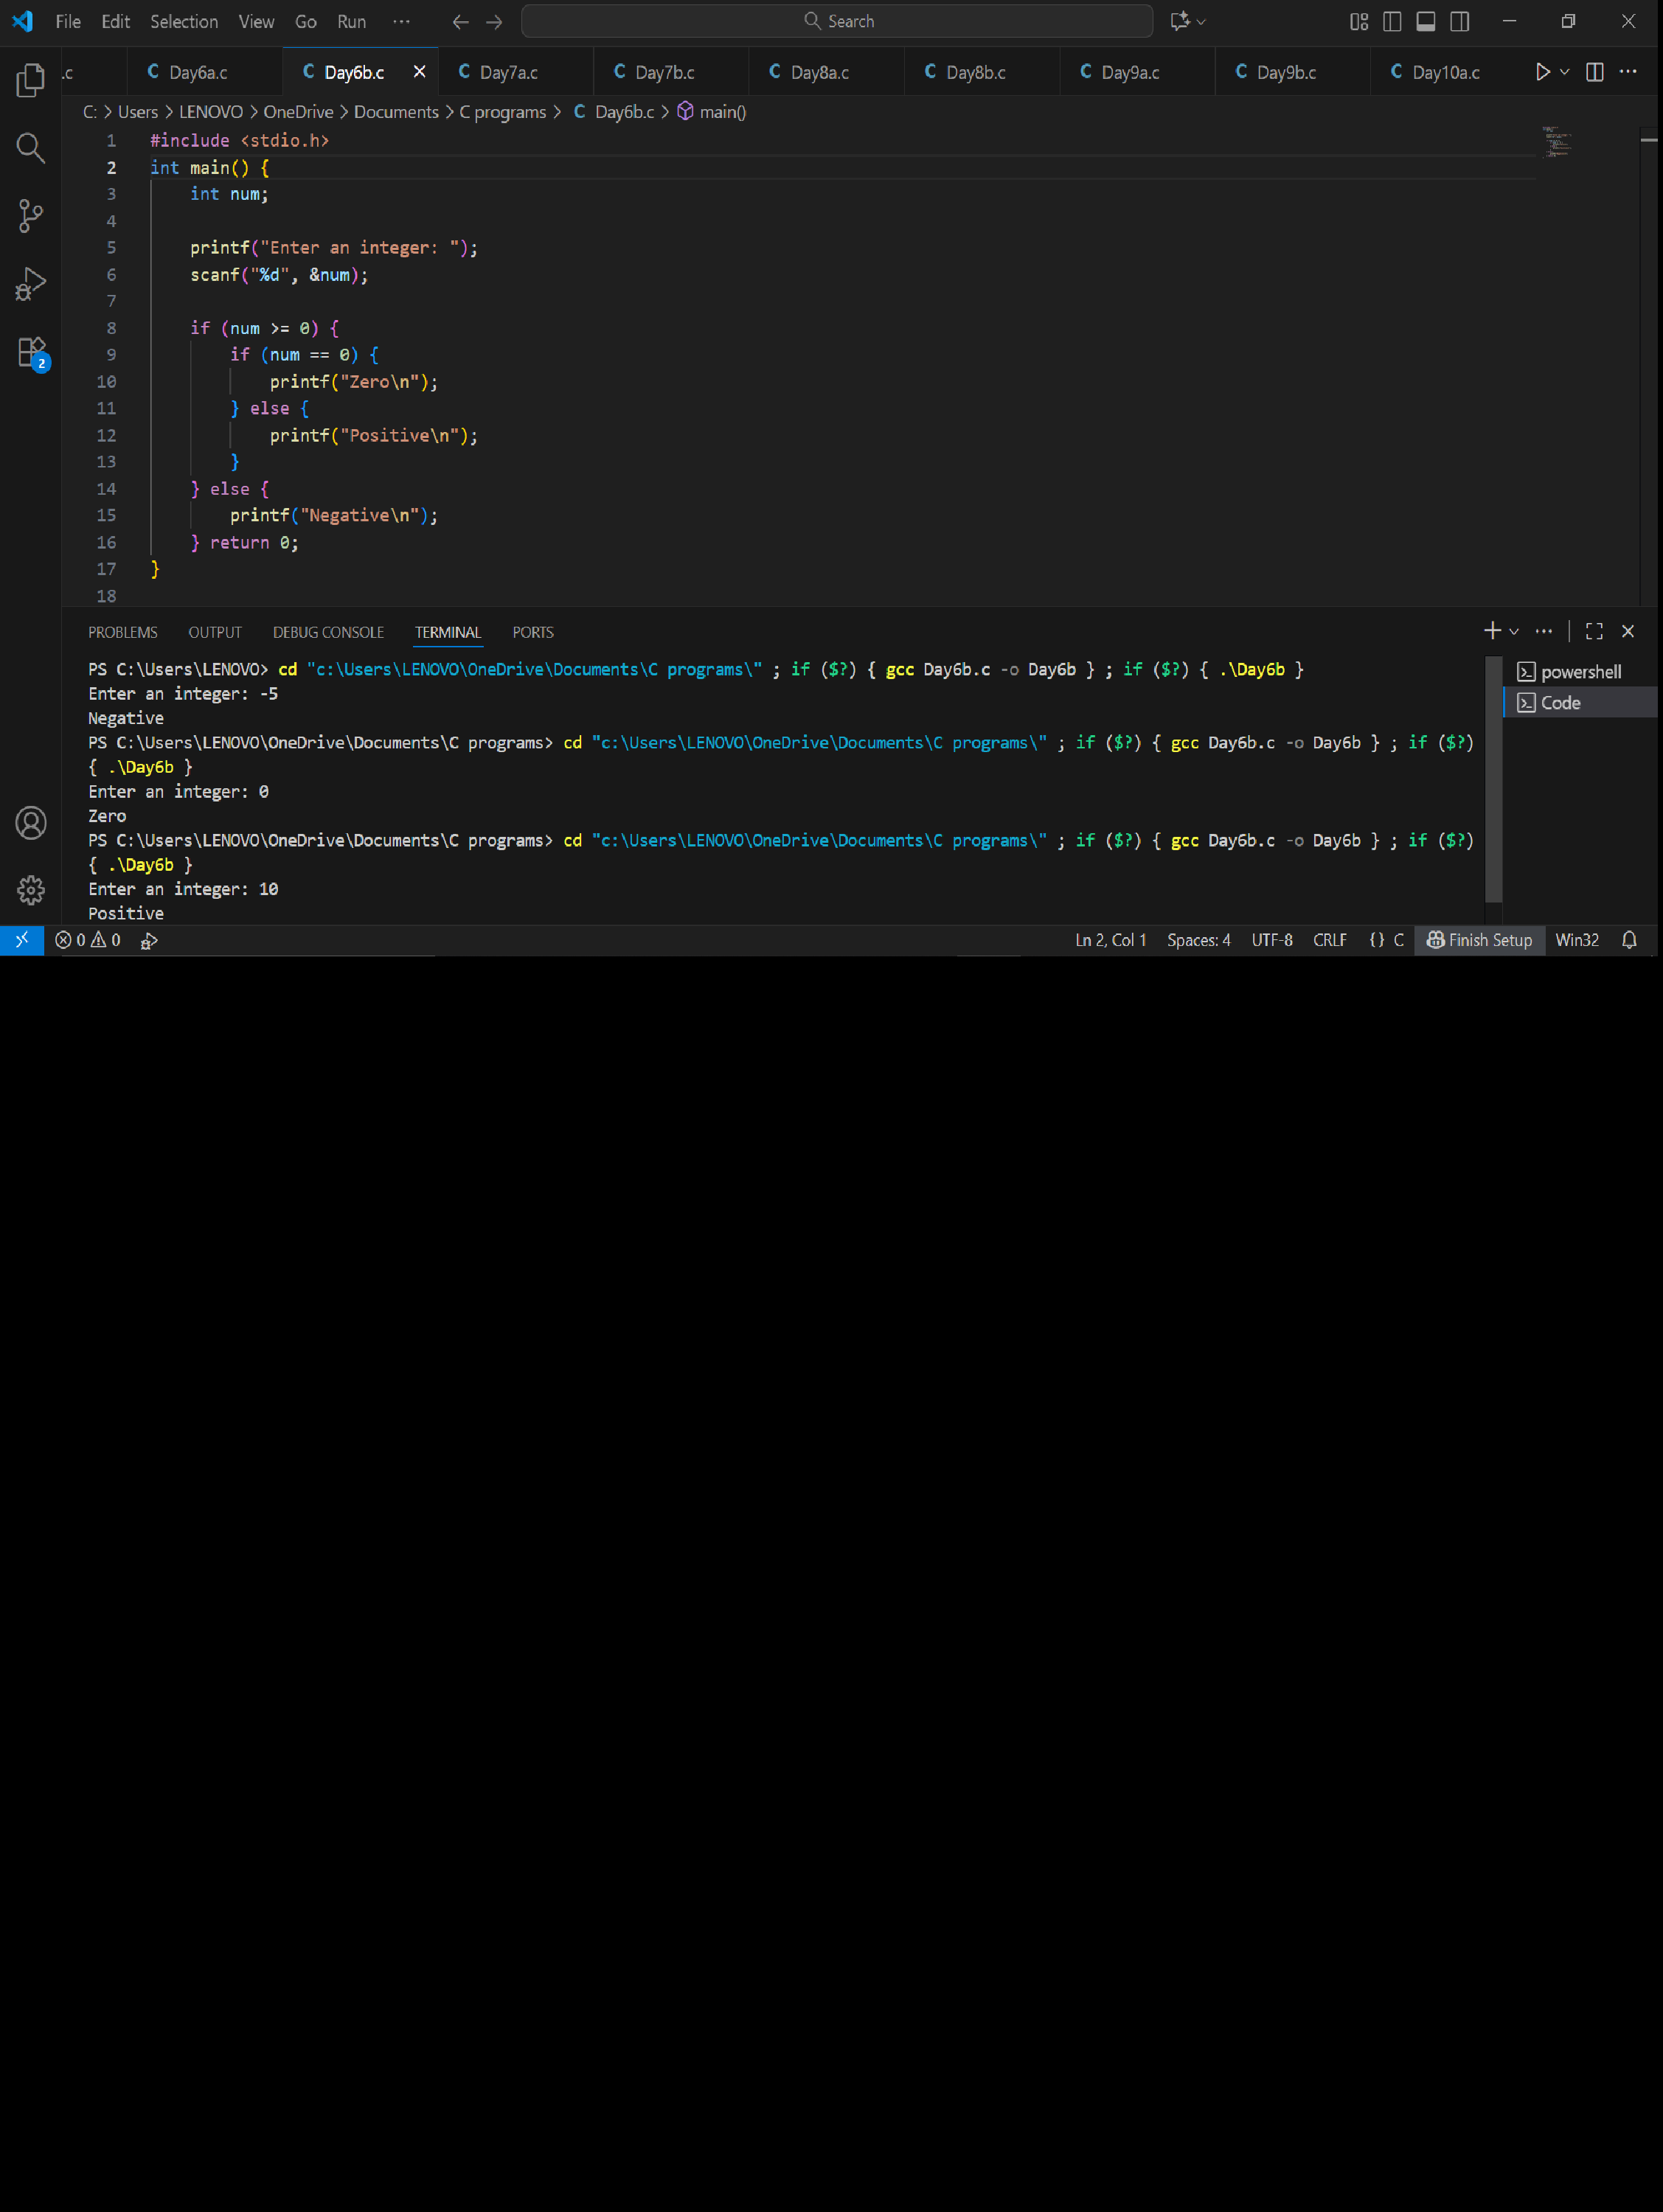 File Edit Selection View Go Run ··· Search
.c Day6a.c Day6b.c Day7a.c Day7b.c Day8a.c Day8b.c Day9a.c Day9b.c Day10a.c
C: > Users > LENOVO > OneDrive > Documents > C programs > C Day6b.c > main()
1 #include <stdio.h>
2 int main() {
3     int num;
4
5     printf("Enter an integer: ");
6     scanf("%d", &num);
7
8     if (num >= 0) {
9         if (num == 0) {
10             printf("Zero\n");
11         } else {
12             printf("Positive\n");
13         }
14     } else {
15         printf("Negative\n");
16     } return 0;
17 }
18
2
PROBLEMS OUTPUT DEBUG CONSOLE TERMINAL PORTS
PS C:\Users\LENOVO> cd "c:\Users\LENOVO\OneDrive\Documents\C programs\" ; if ($?) { gcc Day6b.c -o Day6b } ; if ($?) { .\Day6b }
Enter an integer: -5
Negative
PS C:\Users\LENOVO\OneDrive\Documents\C programs> cd "c:\Users\LENOVO\OneDrive\Documents\C programs\" ; if ($?) { gcc Day6b.c -o Day6b } ; if ($?)
{ .\Day6b }
Enter an integer: 0
Zero
PS C:\Users\LENOVO\OneDrive\Documents\C programs> cd "c:\Users\LENOVO\OneDrive\Documents\C programs\" ; if ($?) { gcc Day6b.c -o Day6b } ; if ($?)
{ .\Day6b }
Enter an integer: 10
Positive
powershell
Code
0 0 Ln 2, Col 1 Spaces: 4 UTF-8 CRLF {} C Finish Setup Win32